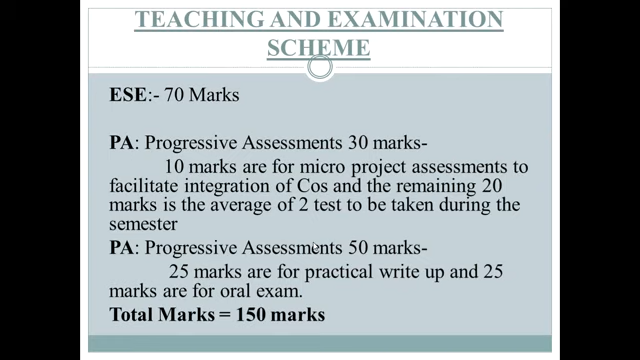 TEACHING AND EXAMINATION
SCHEME
ESE:- 70 Marks
PA: Progressive Assessments 30 marks-
10 marks are for micro project assessments to
facilitate integration of Cos and the remaining 20
marks is the average of 2 test to be taken during the
semester
PA: Progressive Assessments 50 marks-
25 marks are for practical write up and 25
marks are for oral exam.
Total Marks = 150 marks